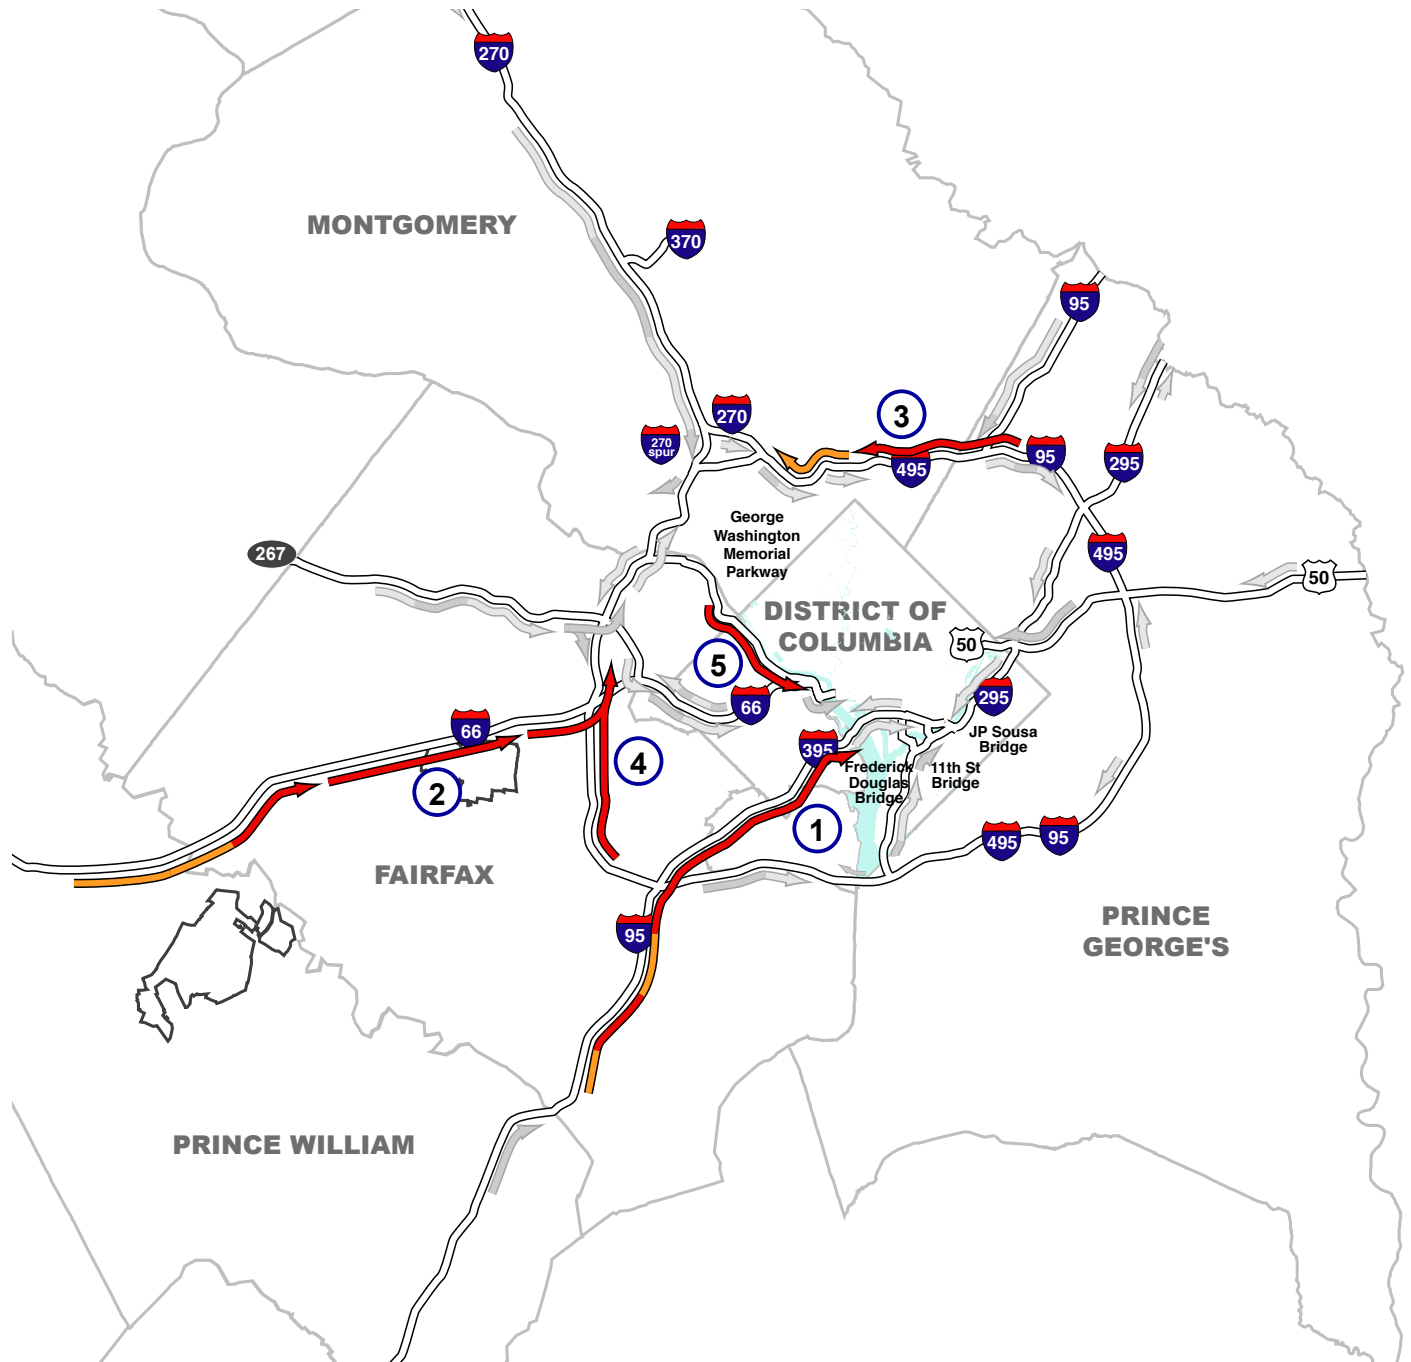 270
MONTGOMERY
370
95
270
3
270
spur
95
295
495
George
Washington
Memorial
Parkway
267
495
50
DISTRICT OF
COLUMBIA
50
5
295
66
66
JP Sousa
Bridge
395
4
Frederick
Douglas
Bridge
11th St
Bridge
2
1
495
95
FAIRFAX
95
PRINCE
GEORGE'S
PRINCE WILLIAM